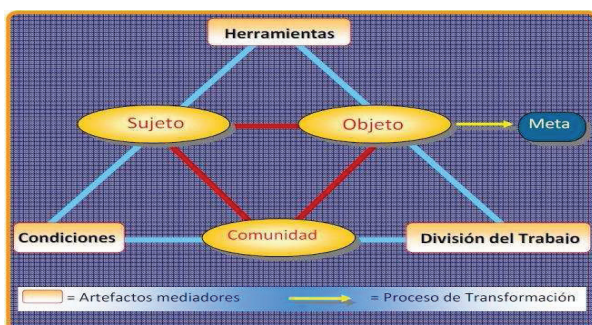 Herramientas
Sujeto
Objeto
Meta
Condiciones
Comunidad
División del Trabajo
= Artefactos mediadores
= Proceso de Transformación